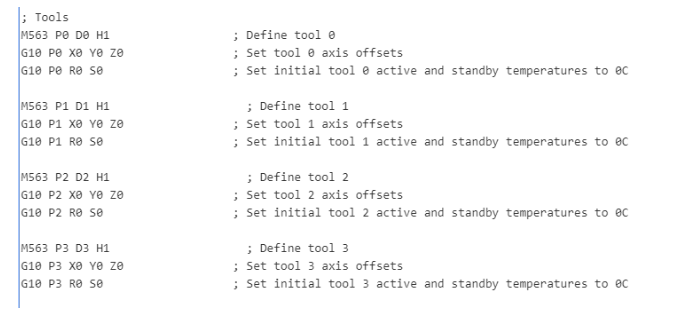 ; Tools
M563 P0 D0 H1 ; Define tool 0
G10 P0 X0 Y0 Z0 ; Set tool 0 axis offsets
G10 P0 R0 S0 ; Set initial tool 0 active and standby temperatures to 0C
M563 P1 D1 H1 ; Define tool 1
G10 P1 X0 Y0 Z0 ; Set tool 1 axis offsets
G10 P1 R0 S0 ; Set initial tool 1 active and standby temperatures to 0C
M563 P2 D2 H1 ; Define tool 2
G10 P2 X0 Y0 Z0 ; Set tool 2 axis offsets
G10 P2 R0 S0 ; Set initial tool 2 active and standby temperatures to 0C
M563 P3 D3 H1 ; Define tool 3
G10 P3 X0 Y0 Z0 ; Set tool 3 axis offsets
G10 P3 R0 S0 ; Set initial tool 3 active and standby temperatures to 0C